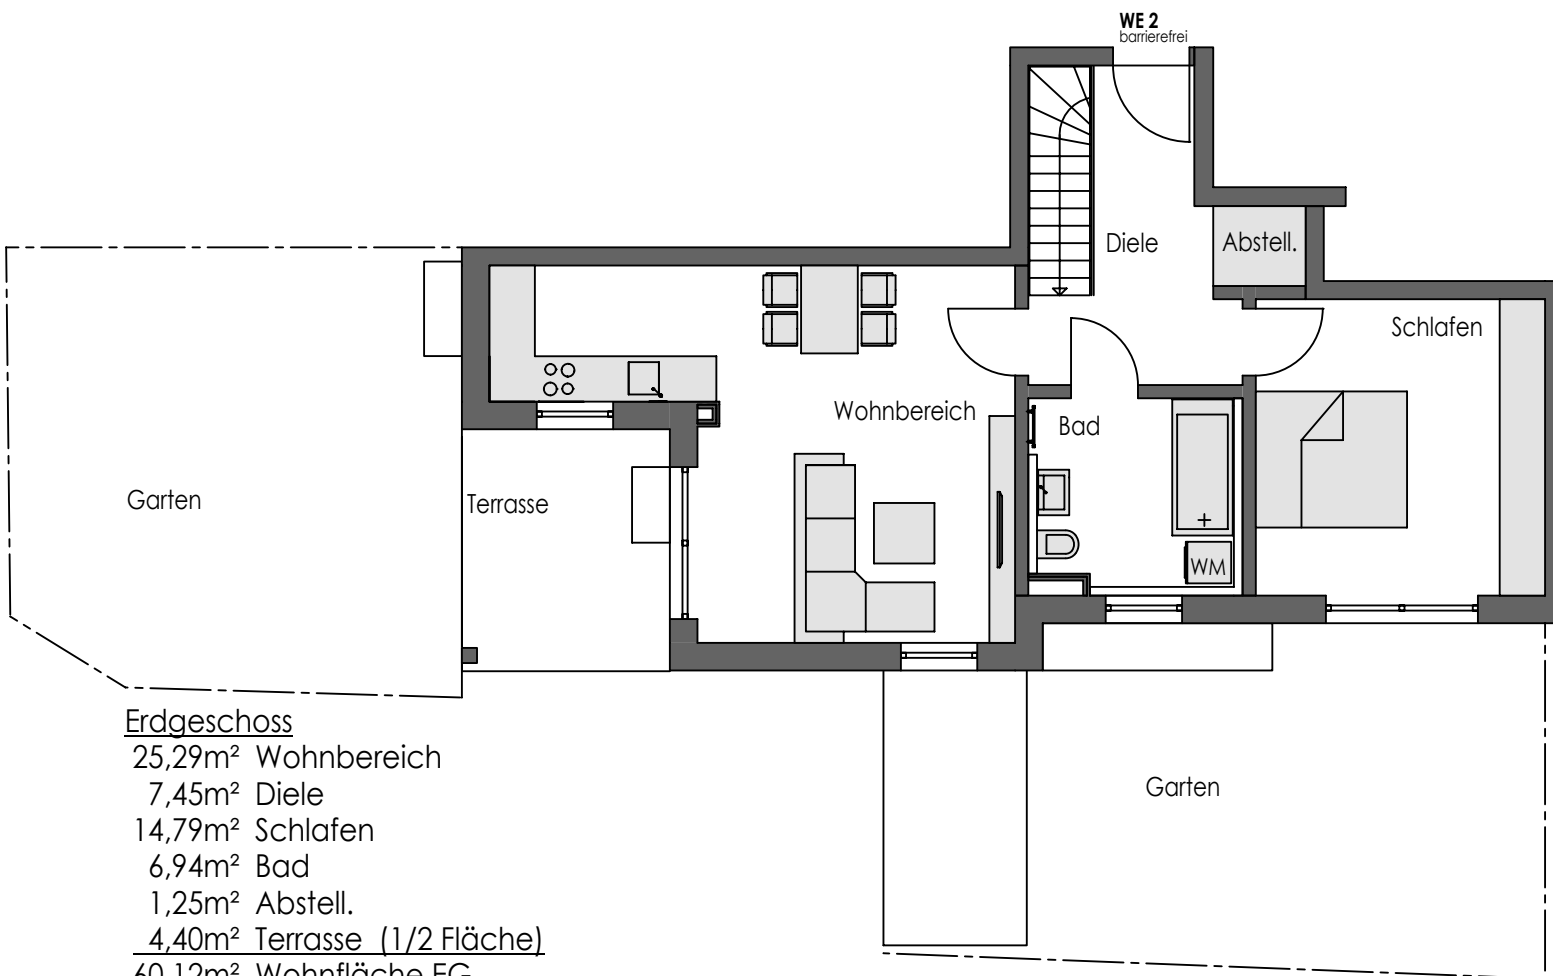 WE 2
barrierefrei
Diele
Abstell.
Schlafen
Wohnbereich
Bad
Garten
Terrasse
WM
Erdgeschoss
25,29m² Wohnbereich
7,45m² Diele
14,79m² Schlafen
6,94m² Bad
1,25m² Abstell.
4,40m² Terrasse (1/2 Fläche)
60,12m² Wohnfläche EG
Garten